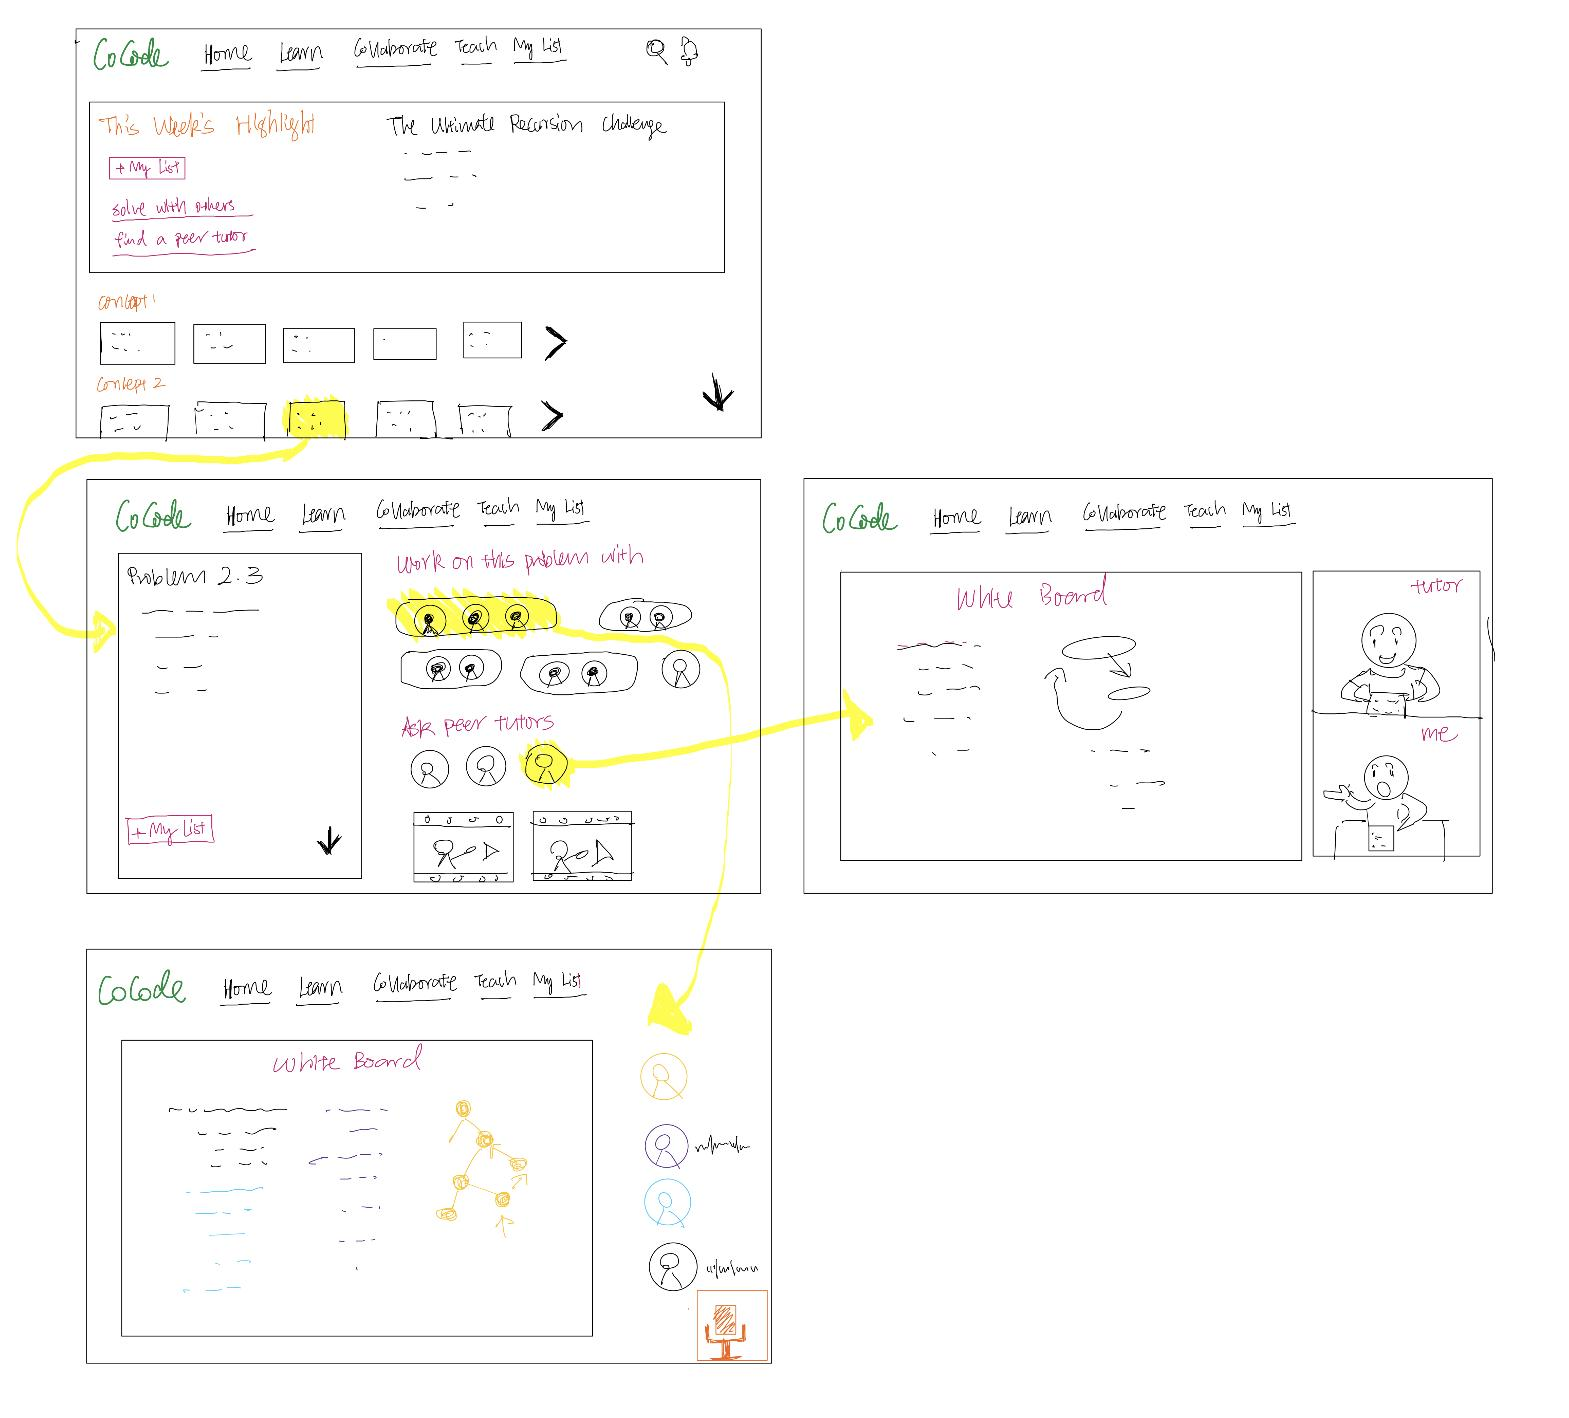 CoCode Home Learn Collaborate Teach My List
This Week's Highlight
+ My List
solve with others
find a peer tutor
The Ultimate Recursion Challenge
concept 1
concept 2
CoCode Home Learn Collaborate Teach My List
Problem 2.3
+ My List
Work on this problem with
Ask peer tutors
CoCode Home Learn Collaborate Teach My List
White Board
tutor
me
CoCode Home Learn Collaborate Teach My List
White Board